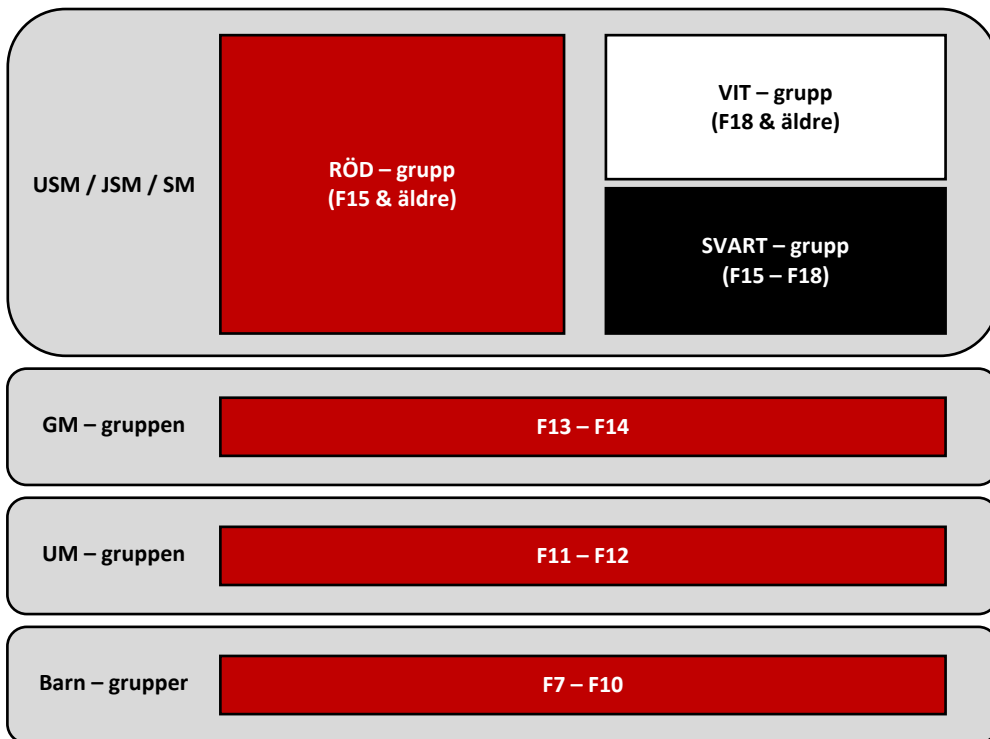 USM / JSM / SM
RÖD – grupp
(F15 & äldre)
VIT – grupp
(F18 & äldre)
SVART – grupp
(F15 – F18)
GM – gruppen
F13 – F14
UM – gruppen
F11 – F12
Barn – grupper
F7 – F10